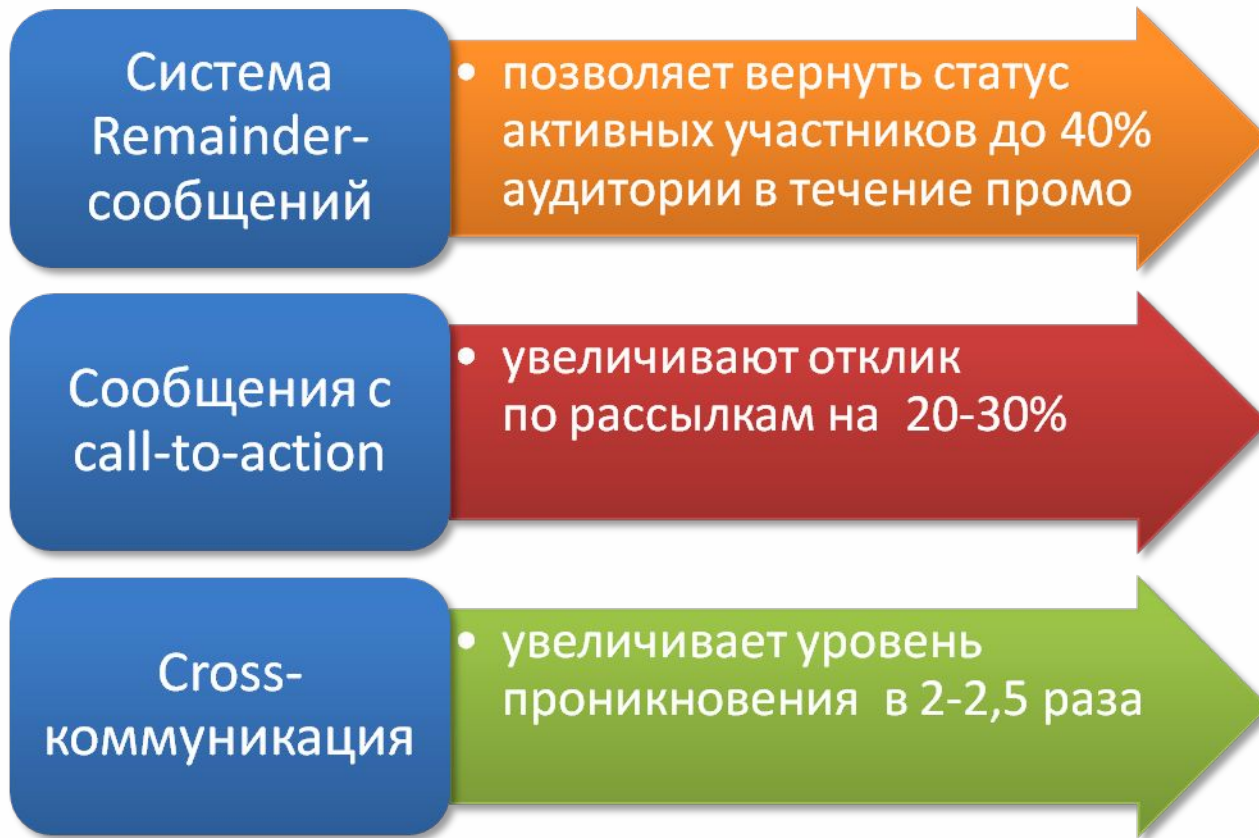 Система
Remainder-
сообщений
• позволяет вернуть статус
активных участников до 40%
аудитории в течение промо
Сообщения с
call-to-action
• увеличивают отклик
по рассылкам на 20-30%
Cross-
коммуникация
• увеличивает уровень
проникновения в 2-2,5 раза